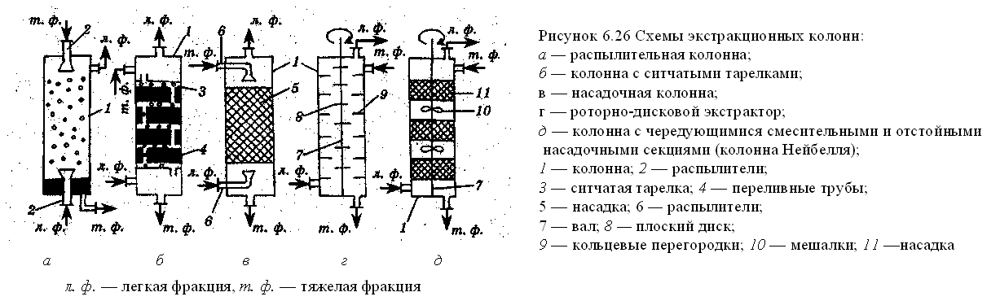 т. ф.
2
л. ф.
1
2
л. ф.
т. ф.
а
л. ф.
1
т. ф.
3
4
л. ф.
т. ф.
б
л. ф.
6
т. ф.
1
5
л. ф.
6
т. ф.
в
л. ф.
т. ф.
8
9
7
л. ф.
т. ф.
г
л. ф.
т. ф.
11
10
л. ф.
7
1
т. ф.
д
л. ф. — легкая фракция, т. ф. — тяжелая фракция
Рисунок 6.26 Схемы экстракционных колонн:
а — распылительная колонна;
б — колонна с ситчатыми тарелками;
в — насадочная колонна;
г — роторно-дисковой экстрактор;
д — колонна с чередующимися смесительными и отстойными
насадочными секциями (колонна Нейбелля);
1 — колонна; 2 — распылители;
3 — ситчатая тарелка; 4 — переливные трубы;
5 — насадка; 6 — распылители;
7 — вал; 8 — плоский диск;
9 — кольцевые перегородки; 10 — мешалки; 11 —насадка